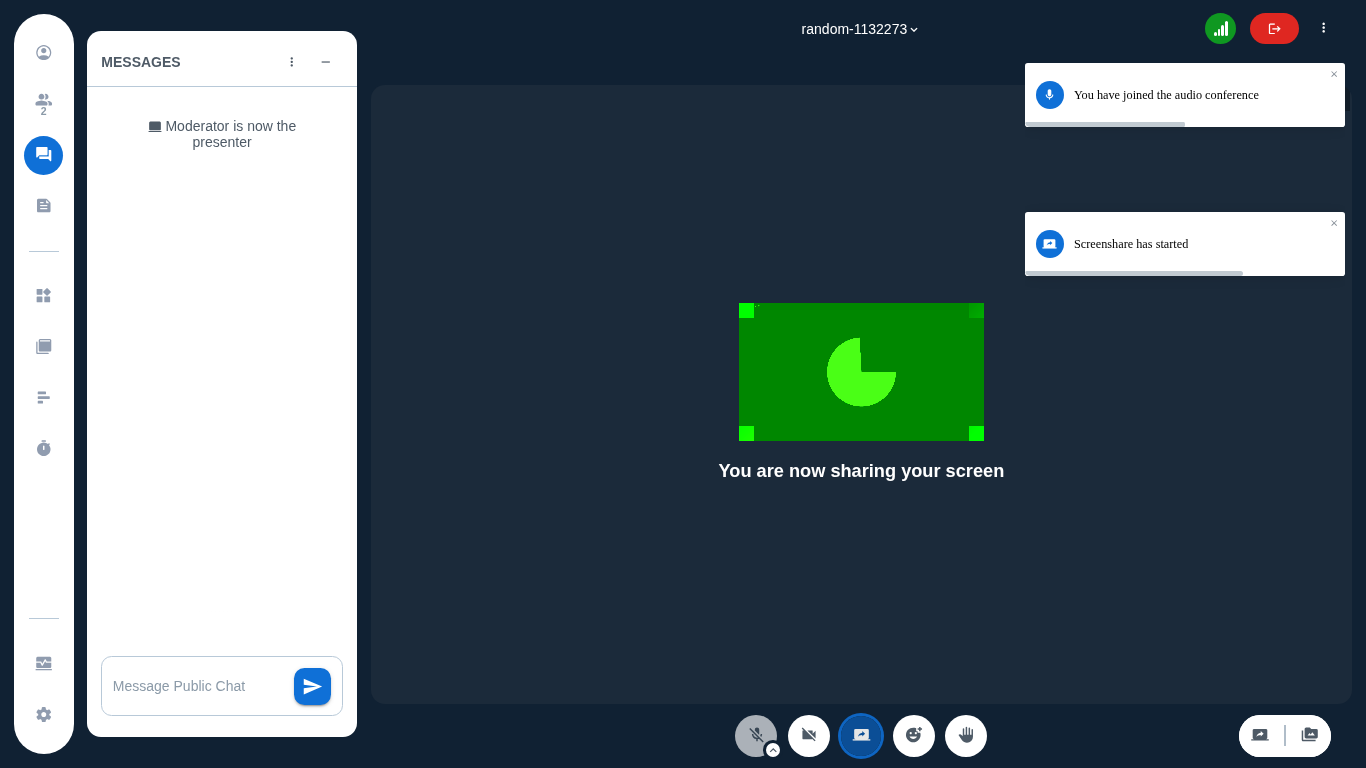 random-1132273
MESSAGES
You have joined the audio conference
2
Moderator is now the
presenter
Screenshare has started
You are now sharing your screen
Message Public Chat